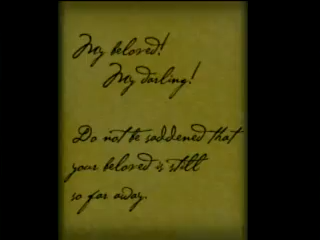 My beloved!
My darling!
Do not be saddened that
your beloved is still
so far away.